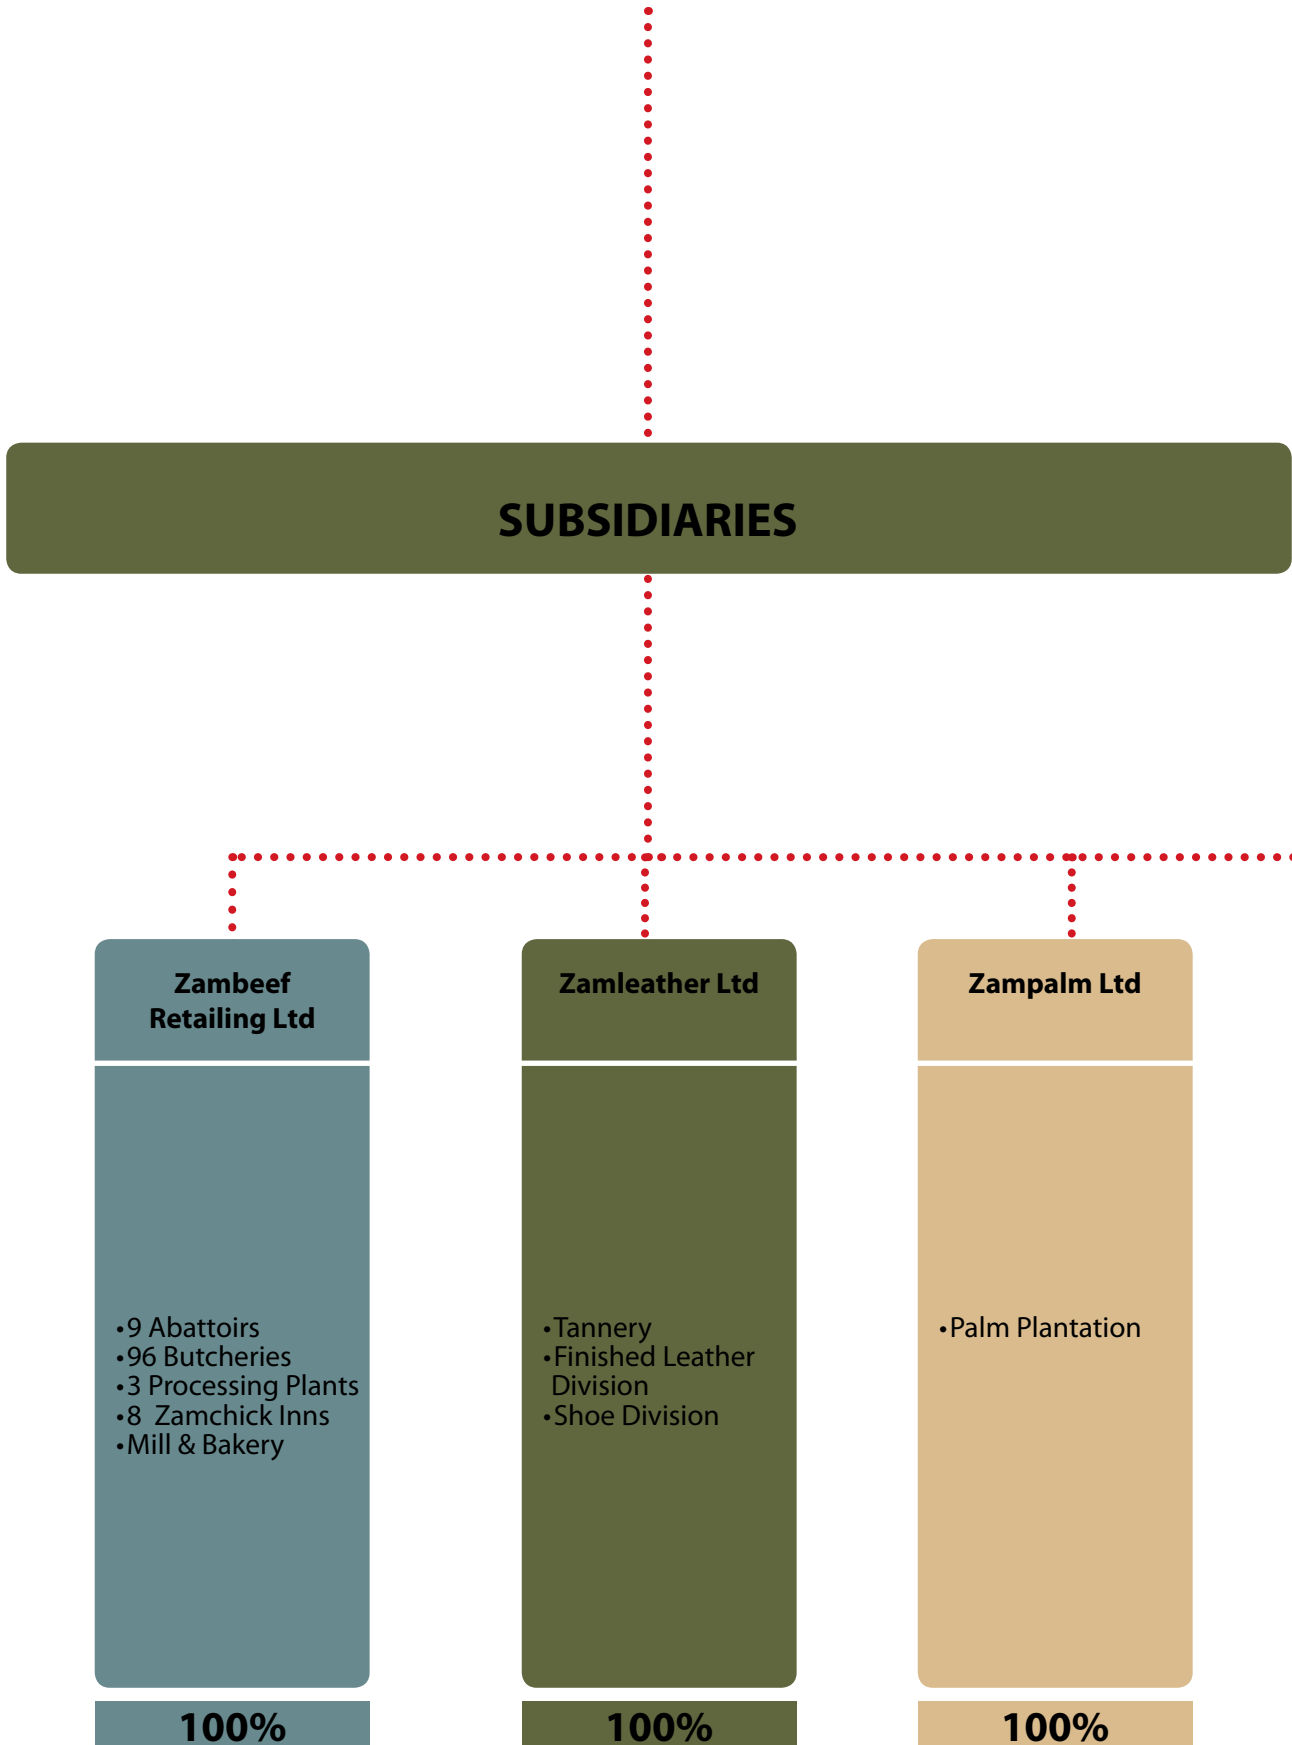 SUBSIDIARIES
Zambeef
Retailing Ltd
•9 Abattoirs
•96 Butcheries
•3 Processing Plants
•8  Zamchick Inns
•Mill & Bakery
100%
Zamleather Ltd
•Tannery
•Finished Leather
Division
•Shoe Division
100%
Zampalm Ltd
•Palm Plantation
100%